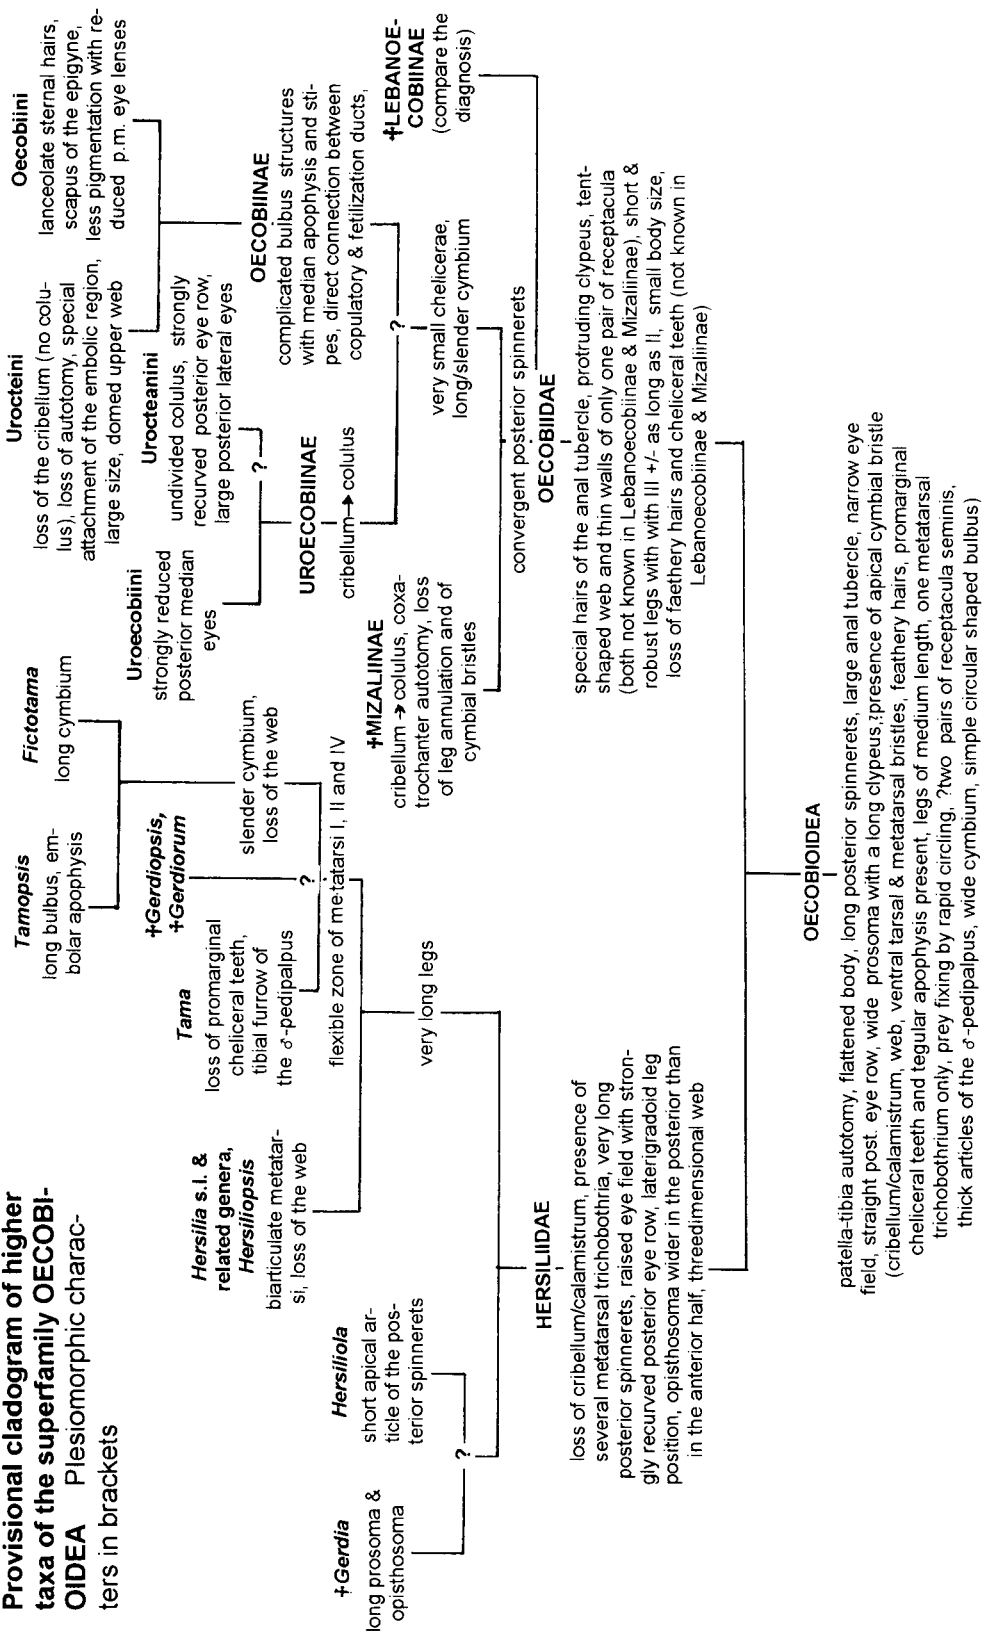 Provisional cladogram of higher
taxa of the superfamily OECOBI-
OIDEA Plesiomorphic charac-
ters in brackets
Tamopsis
long bulbus, em-
bolar apophysis
Fictotama
long cymbium
Urocteini
loss of the cribellum (no colu-
lus), loss of autotomy, special
attachment of the embolic region,
large size, domed upper web
Oecobiini
lanceolate sternal hairs,
scapus of the epigyne,
less pigmentation with re-
duced p.m. eye lenses
†Gerdiopsis,
†Gerdiorum
Uroecobiini
strongly reduced
posterior median
eyes
Urocteanini
undivided colulus, strongly
recurved posterior eye row,
large posterior lateral eyes
?
Hersilia s.l. &
related genera,
Hersiliopsis
biarticulate metatar-
si, loss of the web
Tama
loss of promarginal
cheliceral teeth,
tibial furrow of
the ♂-pedipalpus
slender cymbium,
loss of the web
?
UROECOBIINAE
cribellum→ colulus
OECOBIINAE
complicated bulbus structures
with median apophysis and sti-
pes, direct connection between
copulatory & fetilization ducts,
flexible zone of metatarsi I, II and IV
†Gerdia
long prosoma &
opisthosoma
Hersiliola
short apical ar-
ticle of the pos-
terior spinnerets
†MIZALIINAE
cribellum → colulus, coxa-
trochanter autotomy, loss
of leg annulation and of
cymbial bristles
?
†LEBANOE-
COBIINAE
(compare the
diagnosis)
very long legs
very small chelicerae,
long/slender cymbium
?
convergent posterior spinnerets
HERSILIIDAE
loss of cribellum/calamistrum, presence of
several metatarsal trichobothria, very long
posterior spinnerets, raised eye field with stron-
gly recurved posterior eye row, laterigradoid leg
position, opisthosoma wider in the posterior than
in the anterior half, threedimensional web
OECOBIIDAE
special hairs of the anal tubercle, protruding clypeus, tent-
shaped web and thin walls of only one pair of receptacula
(both not known in Lebanoecobiinae & Mizaliinae), short &
robust legs with with III +/- as long as II, small body size,
loss of faethery hairs and cheliceral teeth (not known in
Lebanoecobiinae & Mizaliinae)
OECOBIOIDEA
patella-tibia autotomy, flattened body, long posterior spinnerets, large anal tubercle, narrow eye
field, straight post. eye row, wide prosoma with a long clypeus,?presence of apical cymbial bristle
(cribellum/calamistrum, web, ventral tarsal & metatarsal bristles, feathery hairs, promarginal
cheliceral teeth and tegular apophysis present, legs of medium length, one metatarsal
trichobothrium only, prey fixing by rapid circling, ?two pairs of receptacula seminis,
thick articles of the ♂-pedipalpus, wide cymbium, simple circular shaped bulbus)